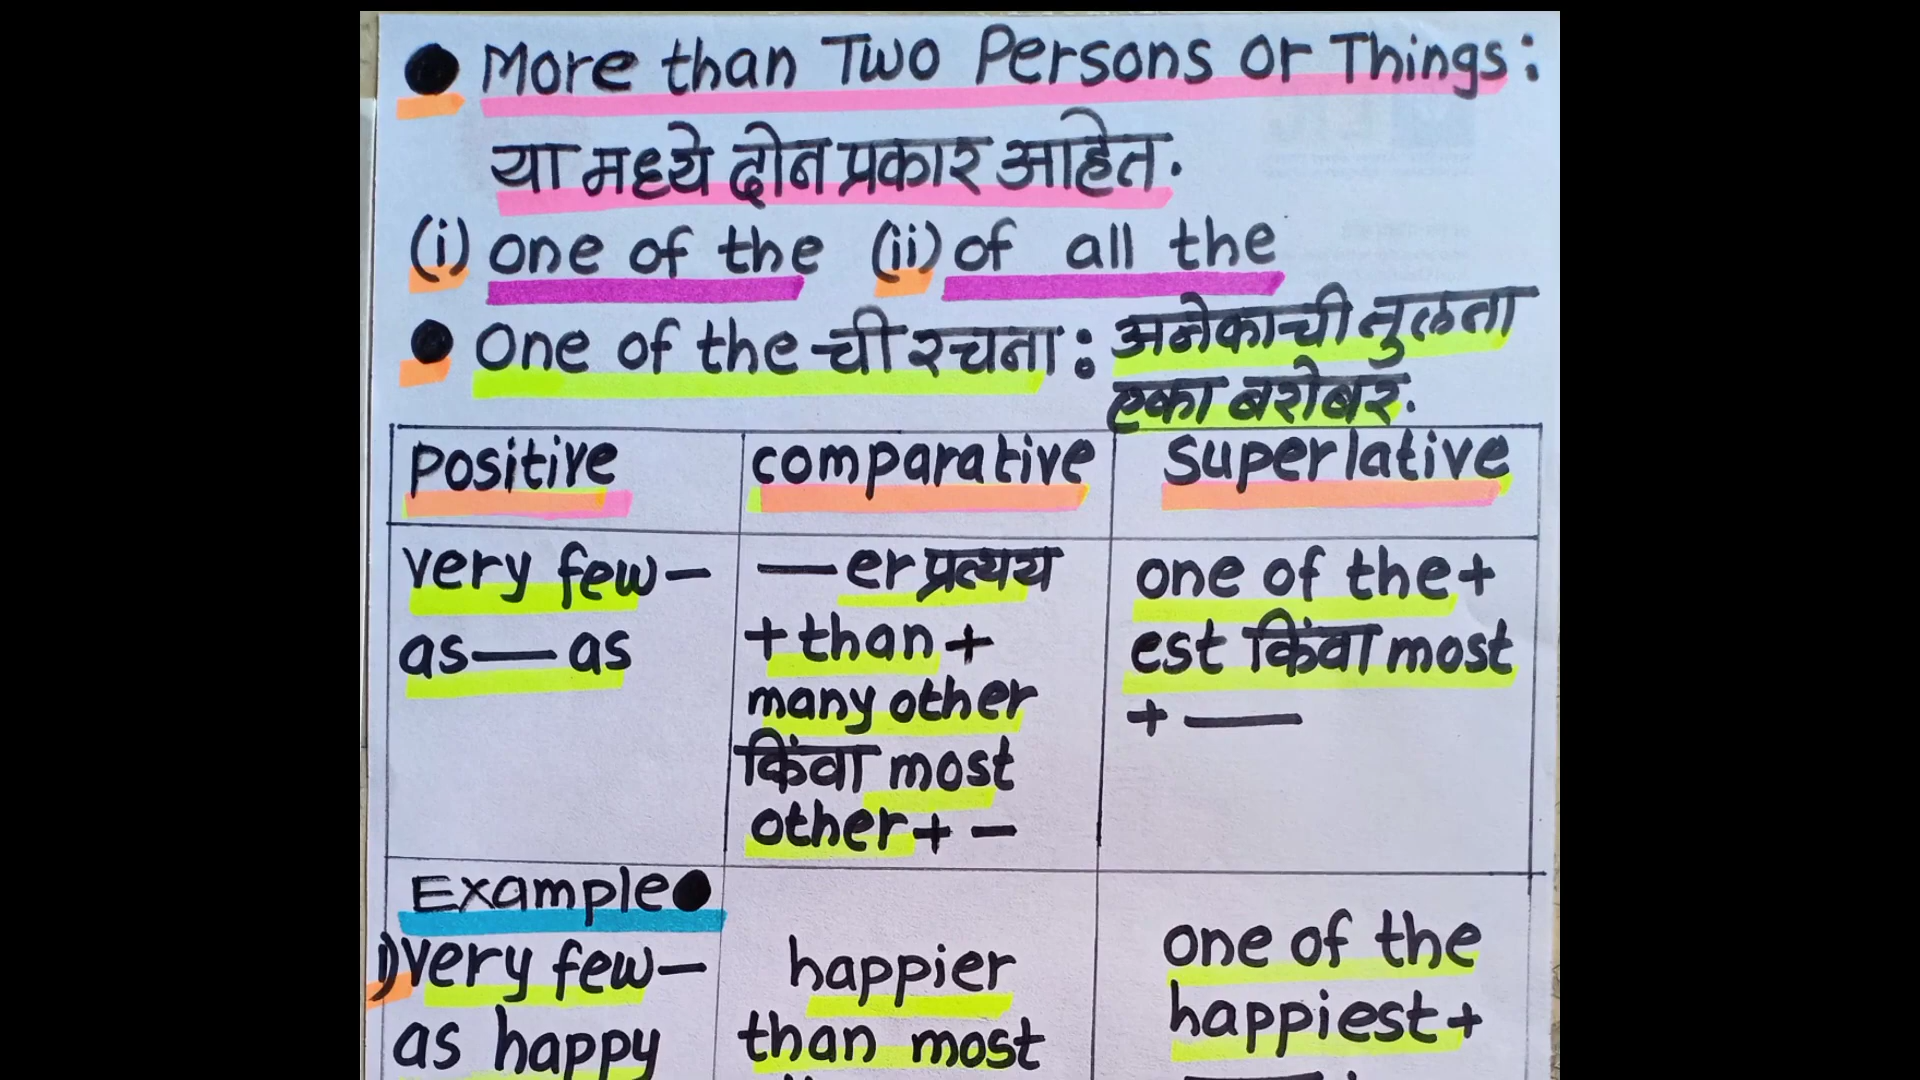 ● More than Two Persons or Things:
या मध्ये दोन प्रकार आहेत.
(i) one of the (ii) of all the
● One of the ची रचना: अनेकाची तुलना
एका बरोबर.
positive comparative superlative
very few— —er प्रत्यय one of the +
as—as + than + est किंवा most
many other + —
किंवा most
other + —
Example●
i) very few— happier one of the
as happy than most happiest +